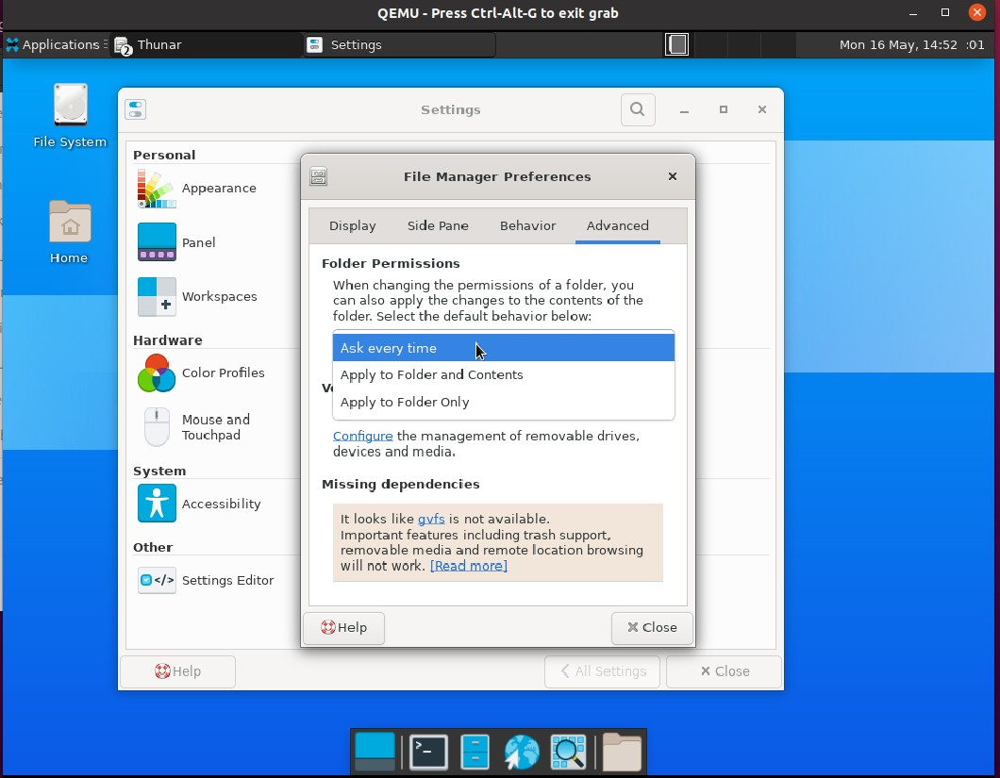 QEMU - Press Ctrl-Alt-G to exit grab
Applications
2
Thunar
Settings
Mon 16 May, 14:52 :01
File System
Home
Settings
Personal
Appearance
Panel
Workspaces
Hardware
Color Profiles
Mouse and
Touchpad
System
Accessibility
Other
Settings Editor
Help
All Settings
Close
File Manager Preferences
Display
Side Pane
Behavior
Advanced
Folder Permissions
When changing the permissions of a folder, you
can also apply the changes to the contents of the
folder. Select the default behavior below:
Ask every time
Apply to Folder and Contents
Apply to Folder Only
Configure the management of removable drives,
devices and media.
Missing dependencies
It looks like gvfs is not available.
Important features including trash support,
removable media and remote location browsing
will not work. [Read more]
Help
Close